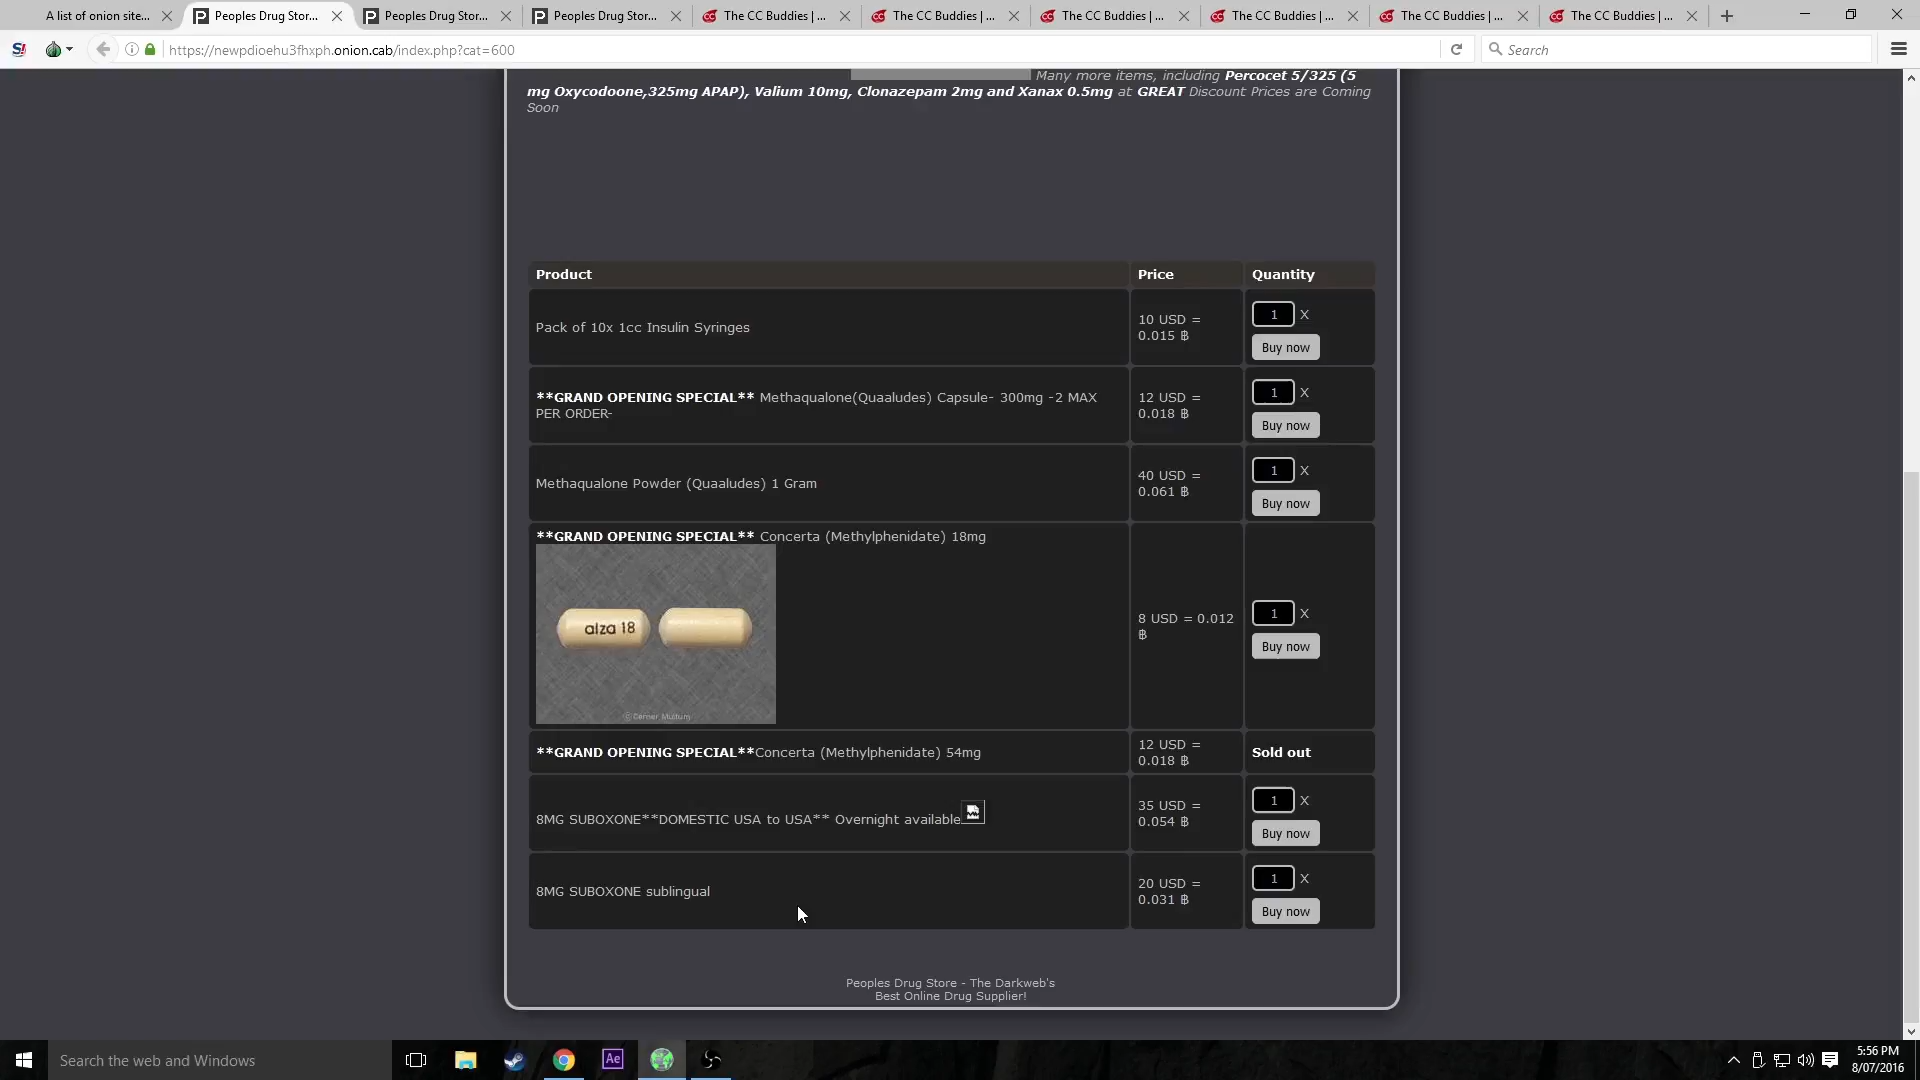 A list of onion site...
Peoples Drug Stor...
Peoples Drug Stor...
Peoples Drug Stor...
The CC Buddies | ...
The CC Buddies | ...
The CC Buddies | ...
The CC Buddies | ...
The CC Buddies | ...
The CC Buddies | ...
https://newpdioehu3fhxph.onion.cab/index.php?cat=600
Search
Many more items, including Percocet 5/325 (5
mg Oxycodoone,325mg APAP), Valium 10mg, Clonazepam 2mg and Xanax 0.5mg at GREAT Discount Prices are Coming
Soon
Product Price Quantity
Pack of 10x 1cc Insulin Syringes
10 USD =
0.015 ฿
1 X
Buy now
**GRAND OPENING SPECIAL** Methaqualone(Quaaludes) Capsule- 300mg -2 MAX
PER ORDER-
12 USD =
0.018 ฿
1 X
Buy now
Methaqualone Powder (Quaaludes) 1 Gram
40 USD =
0.061 ฿
1 X
Buy now
**GRAND OPENING SPECIAL** Concerta (Methylphenidate) 18mg
alza 18
©Cerner Multum
8 USD = 0.012
฿
1 X
Buy now
**GRAND OPENING SPECIAL**Concerta (Methylphenidate) 54mg
12 USD =
0.018 ฿
Sold out
8MG SUBOXONE**DOMESTIC USA to USA** Overnight available
35 USD =
0.054 ฿
1 X
Buy now
8MG SUBOXONE sublingual
20 USD =
0.031 ฿
1 X
Buy now
Peoples Drug Store - The Darkweb's
Best Online Drug Supplier!
Search the web and Windows
Ae
5:56 PM
8/07/2016